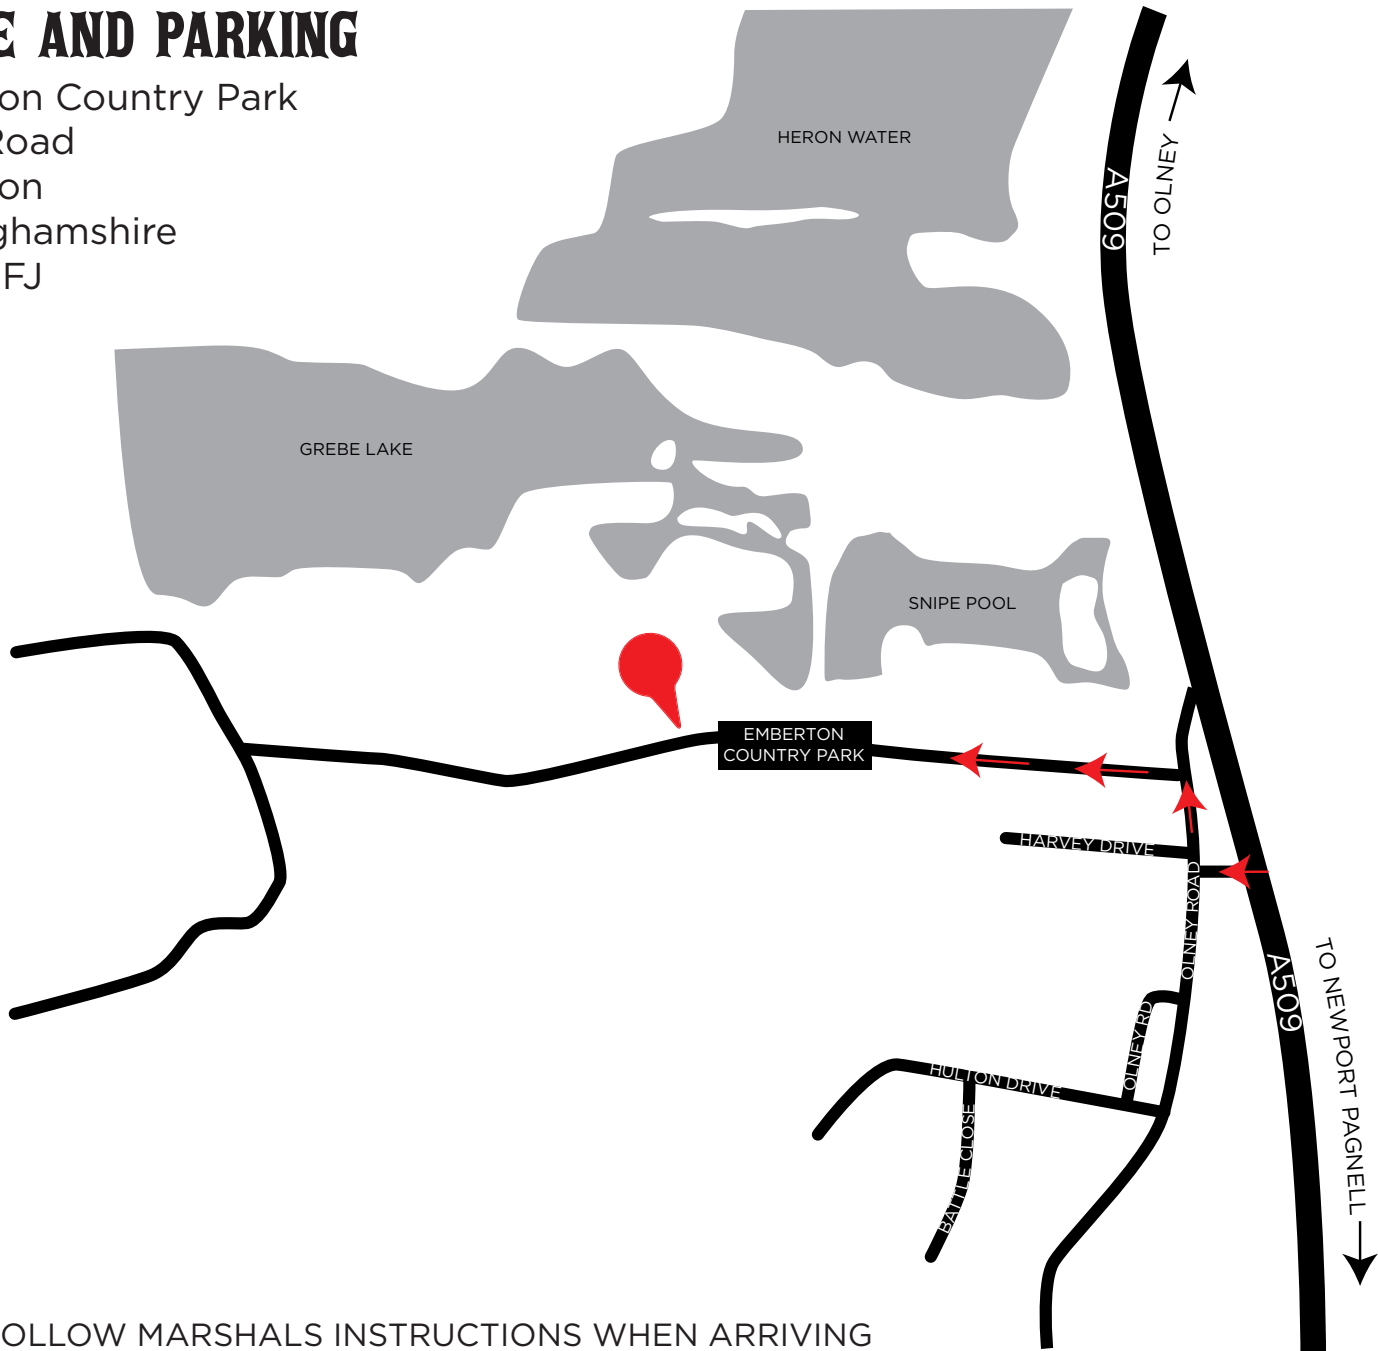 E AND PARKING
on Country Park
Road
on
ghamshire
FJ
HERON WATER
A509
TO OLNEY
GREBE LAKE
SNIPE POOL
EMBERTON
COUNTRY PARK
HARVEY DRIVE
OLNEY ROAD
A509
TO NEWPORT PAGNELL
OLNEY RD
HULTON DRIVE
BATTLE CLOSE
OLLOW MARSHALS INSTRUCTIONS WHEN ARRIVING